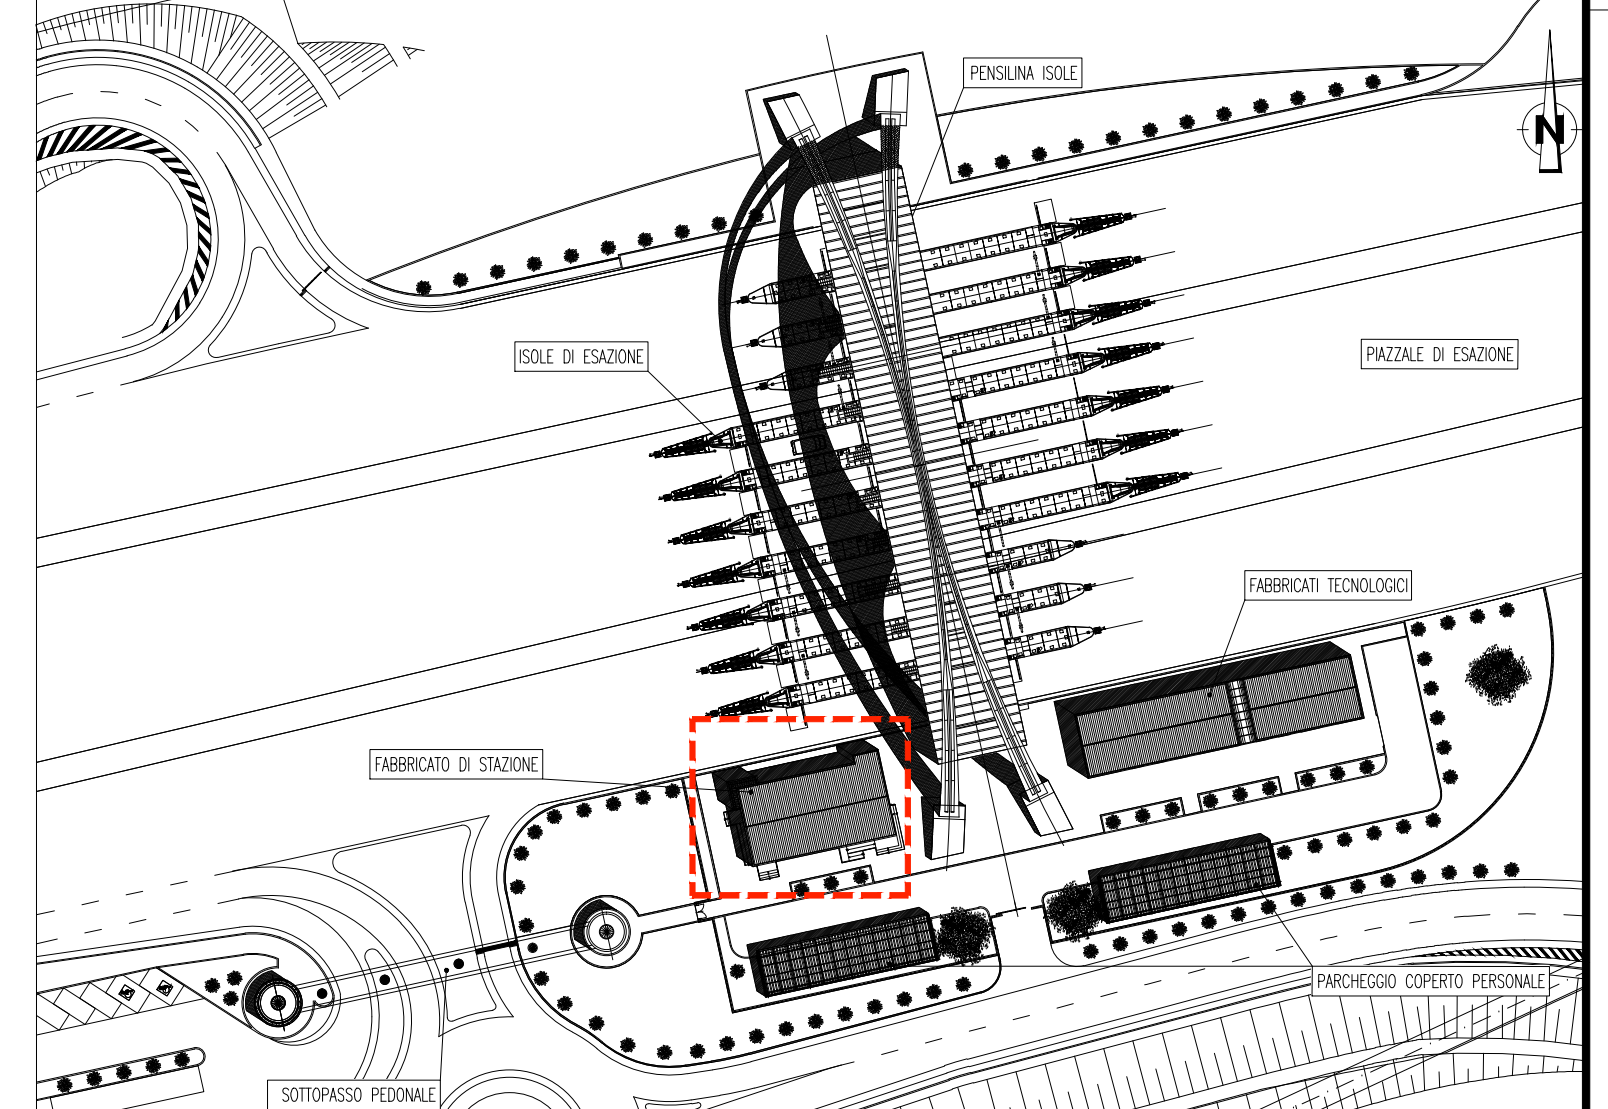 PENSILINA ISOLE
N
ISOLE DI ESAZIONE
PIAZZALE DI ESAZIONE
FABBRICATI TECNOLOGICI
FABBRICATO DI STAZIONE
PARCHEGGIO COPERTO PERSONALE
SOTTOPASSO PEDONALE